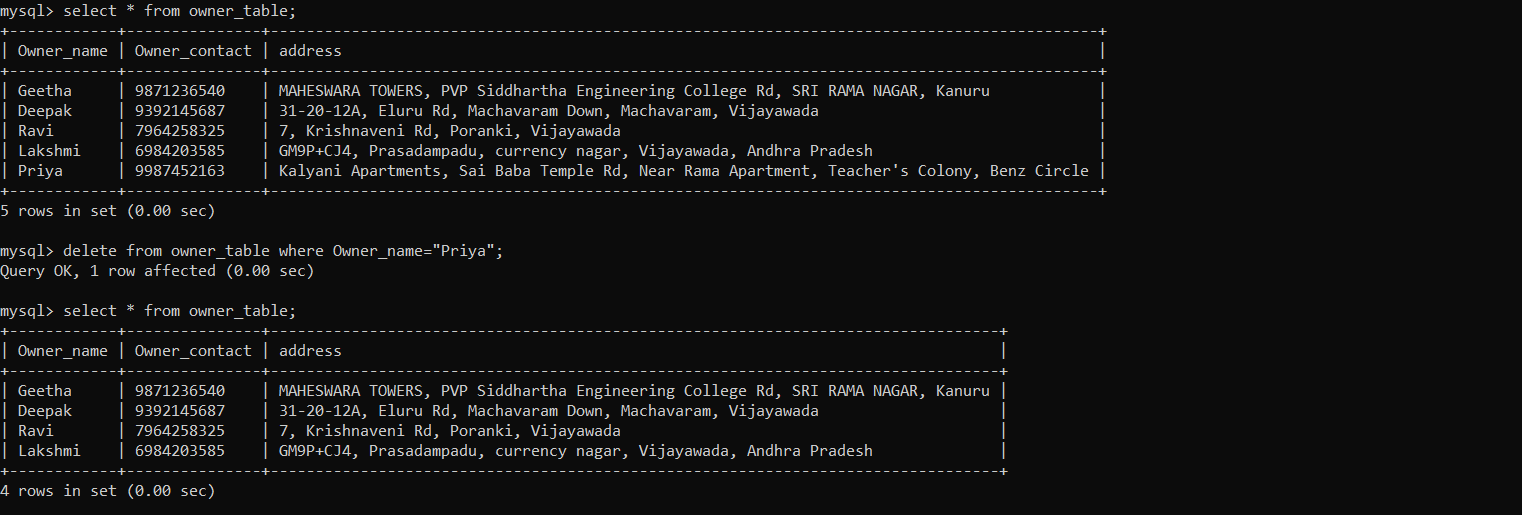 mysql> select * from owner_table;
+------------+---------------+--------------------------------------------------------------------------------------------+
| Owner_name | Owner_contact | address                                                                                    |
+------------+---------------+--------------------------------------------------------------------------------------------+
| Geetha     | 9871236540    | MAHESWARA TOWERS, PVP Siddhartha Engineering College Rd, SRI RAMA NAGAR, Kanuru            |
| Deepak     | 9392145687    | 31-20-12A, Eluru Rd, Machavaram Down, Machavaram, Vijayawada                               |
| Ravi       | 7964258325    | 7, Krishnaveni Rd, Poranki, Vijayawada                                                     |
| Lakshmi    | 6984203585    | GM9P+CJ4, Prasadampadu, currency nagar, Vijayawada, Andhra Pradesh                         |
| Priya      | 9987452163    | Kalyani Apartments, Sai Baba Temple Rd, Near Rama Apartment, Teacher's Colony, Benz Circle |
+------------+---------------+--------------------------------------------------------------------------------------------+
5 rows in set (0.00 sec)
mysql> delete from owner_table where Owner_name="Priya";
Query OK, 1 row affected (0.00 sec)
mysql> select * from owner_table;
+------------+---------------+---------------------------------------------------------------------------------+
| Owner_name | Owner_contact | address                                                                         |
+------------+---------------+---------------------------------------------------------------------------------+
| Geetha     | 9871236540    | MAHESWARA TOWERS, PVP Siddhartha Engineering College Rd, SRI RAMA NAGAR, Kanuru |
| Deepak     | 9392145687    | 31-20-12A, Eluru Rd, Machavaram Down, Machavaram, Vijayawada                    |
| Ravi       | 7964258325    | 7, Krishnaveni Rd, Poranki, Vijayawada                                          |
| Lakshmi    | 6984203585    | GM9P+CJ4, Prasadampadu, currency nagar, Vijayawada, Andhra Pradesh              |
+------------+---------------+---------------------------------------------------------------------------------+
4 rows in set (0.00 sec)